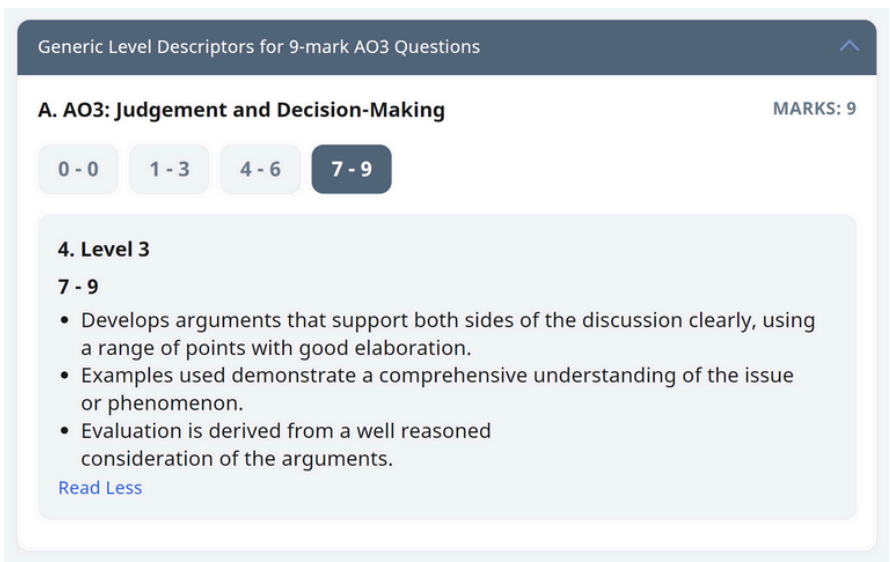 Generic Level Descriptors for 9-mark AO3 Questions
A. AO3: Judgement and Decision-Making
MARKS: 9
0 - 0
1 - 3
4 - 6
7 - 9
4. Level 3
7 - 9
• Develops arguments that support both sides of the discussion clearly, using
a range of points with good elaboration.
• Examples used demonstrate a comprehensive understanding of the issue
or phenomenon.
• Evaluation is derived from a well reasoned
consideration of the arguments.
Read Less